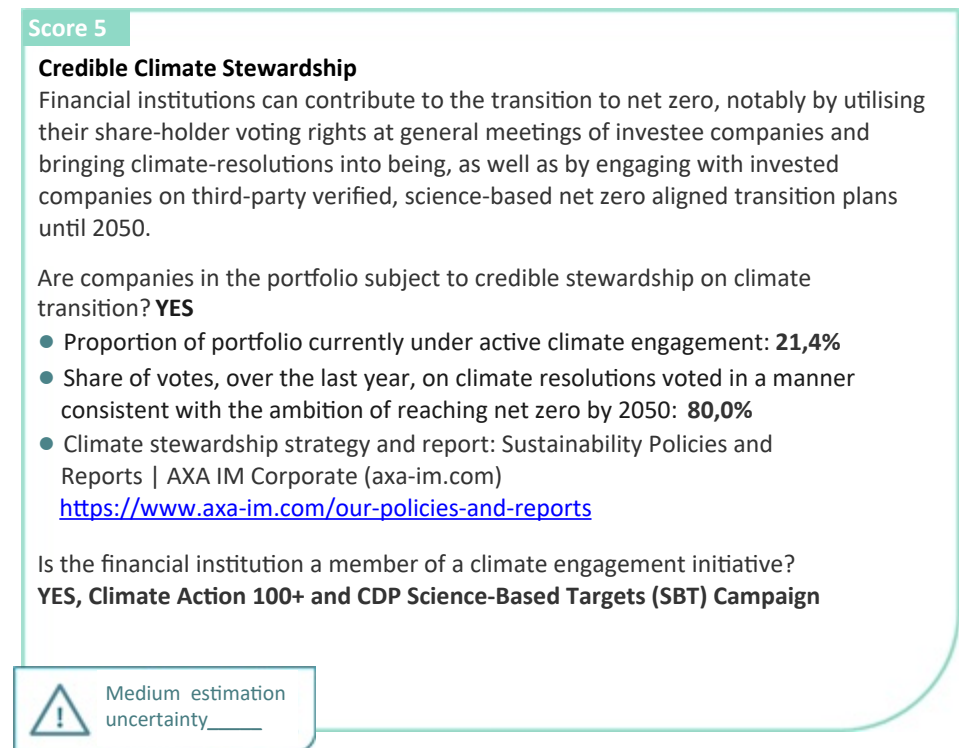 Score 5
Credible Climate Stewardship
Financial institutions can contribute to the transition to net zero, notably by utilising
their share-holder voting rights at general meetings of investee companies and
bringing climate-resolutions into being, as well as by engaging with invested
companies on third-party verified, science-based net zero aligned transition plans
until 2050.
Are companies in the portfolio subject to credible stewardship on climate
transition? YES
● Proportion of portfolio currently under active climate engagement: 21,4%
● Share of votes, over the last year, on climate resolutions voted in a manner
consistent with the ambition of reaching net zero by 2050: 80,0%
● Climate stewardship strategy and report: Sustainability Policies and
Reports | AXA IM Corporate (axa-im.com)
https://www.axa-im.com/our-policies-and-reports
Is the financial institution a member of a climate engagement initiative?
YES, Climate Action 100+ and CDP Science-Based Targets (SBT) Campaign
Medium estimation
uncertainty_____